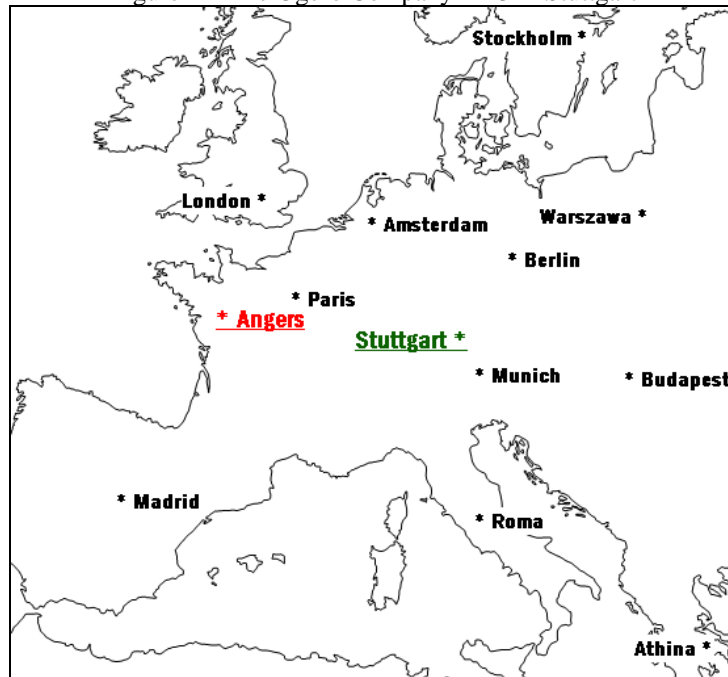 Stockholm *
London *
* Amsterdam
Warszawa *
* Berlin
* Paris
* Angers
Stuttgart *
* Munich
* Budapest
* Madrid
* Roma
Athina *